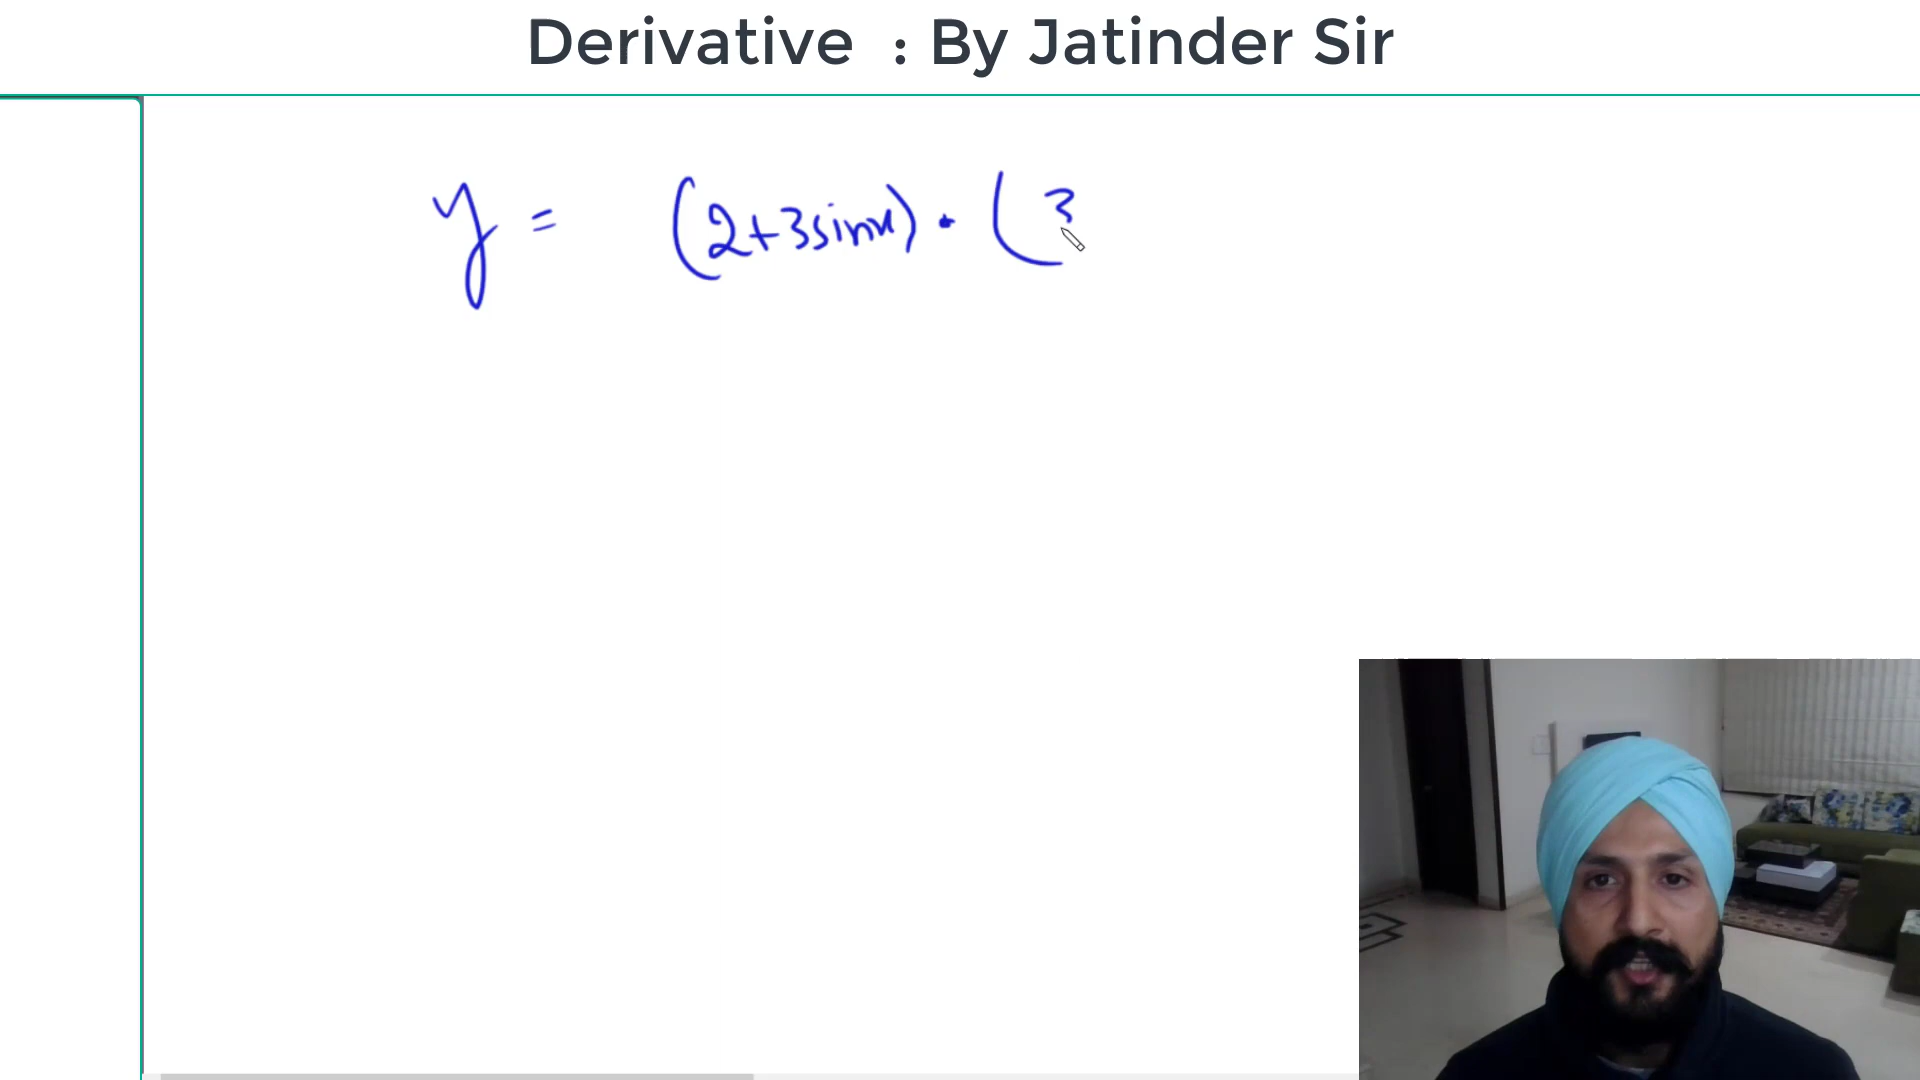 Derivative : By Jatinder Sir
y = (2+3sinx) · (3